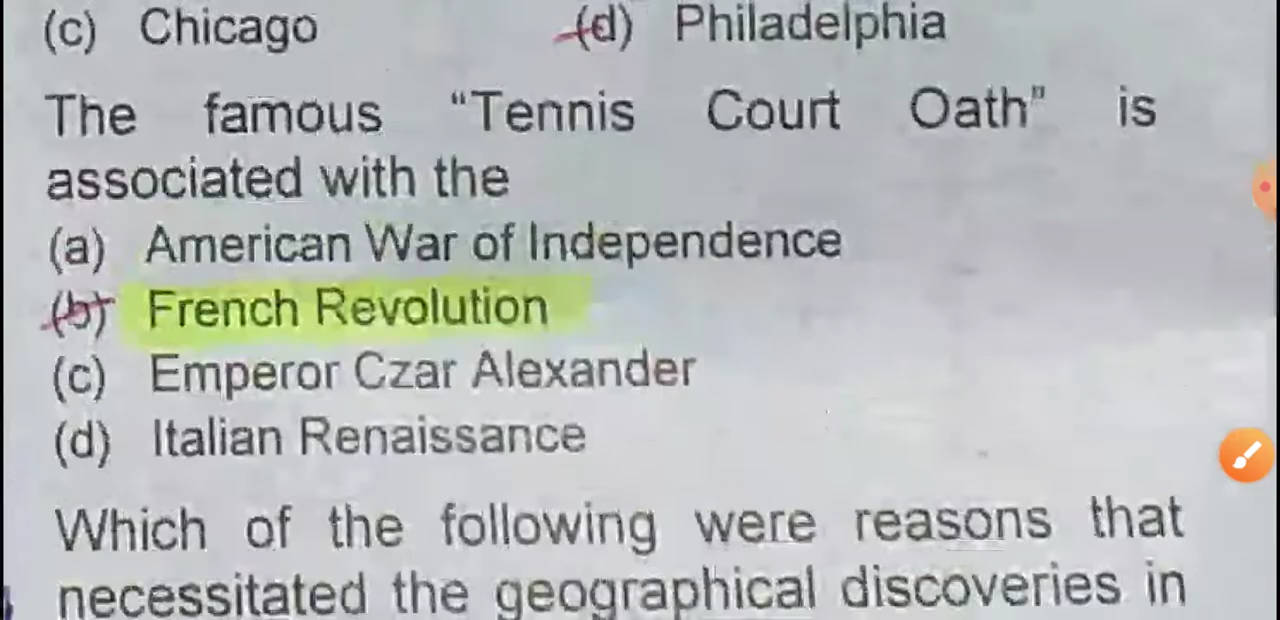 (c) Chicago (d) Philadelphia
The famous "Tennis Court Oath" is
associated with the
(a) American War of Independence
(b) French Revolution
(c) Emperor Czar Alexander
(d) Italian Renaissance
Which of the following were reasons that
necessitated the geographical discoveries in